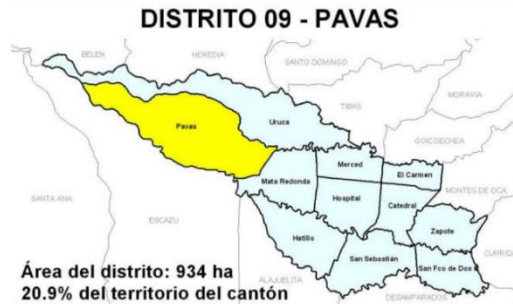 DISTRITO 09 - PAVAS
BELEN
HEREDIA
SANTO DOMINGO
TIBAS
MORAVIA
GOICOECHEA
Uruca
Pavas
Merced
El Carmen
Mata Redonda
MONTES DE OCA
SANTA ANA
Hospital
Catedral
ESCAZU
Zapote
Hatillo
CURRID
San Sebastián
San Fco de Dos R
ALAJUELITA
DESAMPARADOS
Área del distrito: 934 ha
20.9% del territorio del cantón